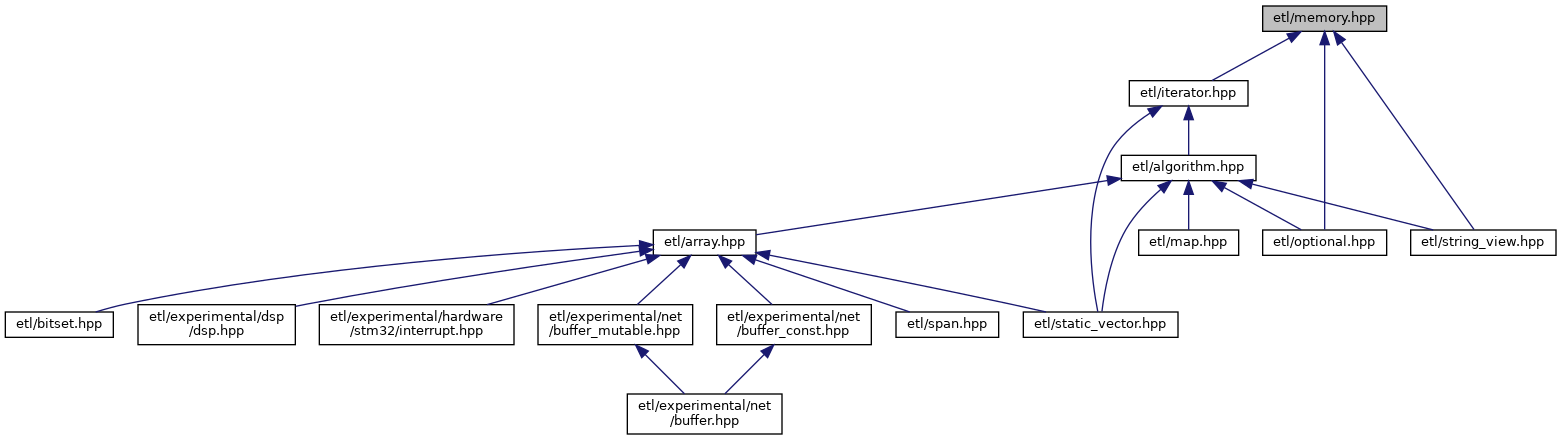 etl/memory.hpp
etl/iterator.hpp
etl/algorithm.hpp
etl/array.hpp
etl/map.hpp
etl/optional.hpp
etl/string_view.hpp
etl/bitset.hpp
etl/experimental/dsp
/dsp.hpp
etl/experimental/hardware
/stm32/interrupt.hpp
etl/experimental/net
/buffer_mutable.hpp
etl/experimental/net
/buffer_const.hpp
etl/span.hpp
etl/static_vector.hpp
etl/experimental/net
/buffer.hpp